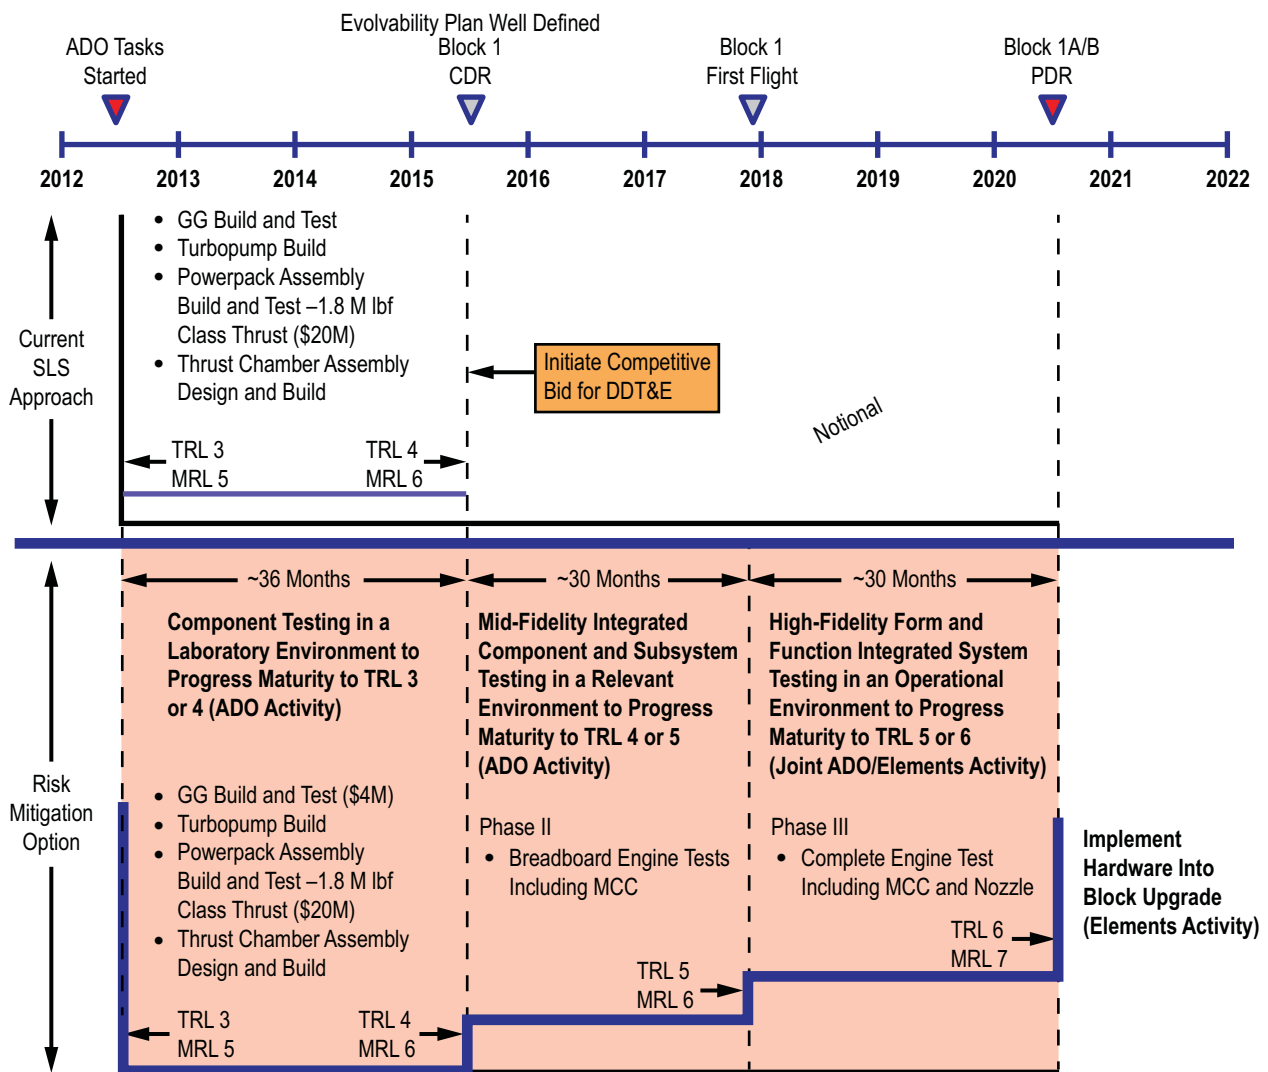 Evolvability Plan Well Defined
ADO Tasks
Started
Block 1
CDR
Block 1
First Flight
Block 1A/B
PDR
2012
2013
2014
2015
2016
2017
2018
2019
2020
2021
2022
Current
SLS
Approach
• GG Build and Test
• Turbopump Build
• Powerpack Assembly
Build and Test –1.8 M lbf
Class Thrust ($20M)
• Thrust Chamber Assembly
Design and Build
TRL 3
MRL 5
TRL 4
MRL 6
Initiate Competitive
Bid for DDT&E
Notional
Risk
Mitigation
Option
~36 Months
Component Testing in a
Laboratory Environment to
Progress Maturity to TRL 3
or 4 (ADO Activity)
• GG Build and Test ($4M)
• Turbopump Build
• Powerpack Assembly
Build and Test –1.8 M lbf
Class Thrust ($20M)
• Thrust Chamber Assembly
Design and Build
TRL 3
MRL 5
TRL 4
MRL 6
~30 Months
Mid-Fidelity Integrated
Component and Subsystem
Testing in a Relevant
Environment to Progress
Maturity to TRL 4 or 5
(ADO Activity)
Phase II
• Breadboard Engine Tests
Including MCC
TRL 5
MRL 6
~30 Months
High-Fidelity Form and
Function Integrated System
Testing in an Operational
Environment to Progress
Maturity to TRL 5 or 6
(Joint ADO/Elements Activity)
Phase III
• Complete Engine Test
Including MCC and Nozzle
TRL 6
MRL 7
Implement
Hardware Into
Block Upgrade
(Elements Activity)